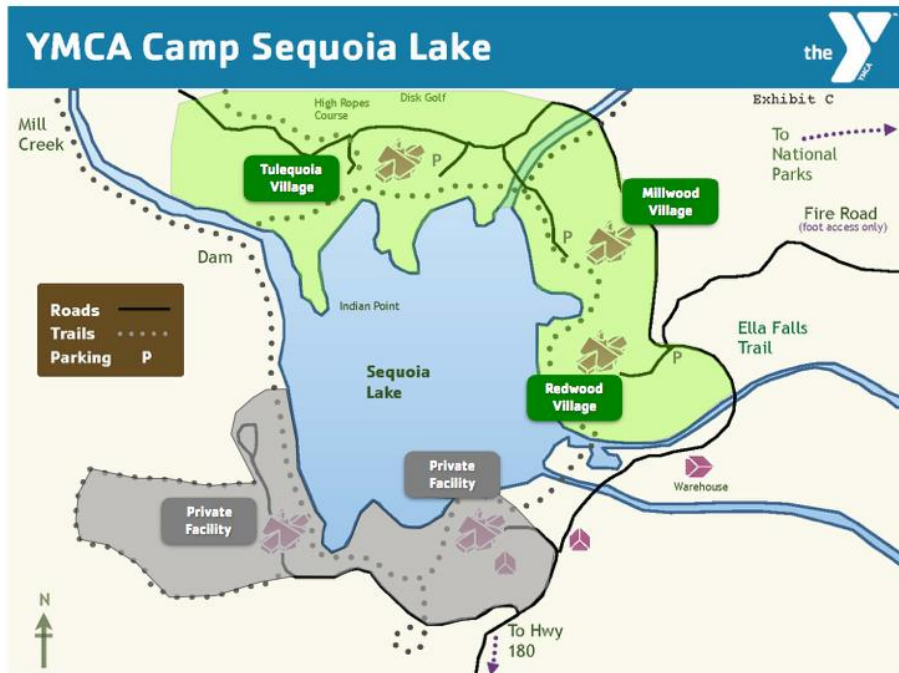 YMCA Camp Sequoia Lake
the
YMCA
Exhibit C
Mill
Creek
High Ropes
Course
Disk Golf
To
National
Parks
Tulequoia
Village
P
Millwood
Village
Fire Road
(foot access only)
P
Dam
Indian Point
Roads
Trails
Parking P
Ella Falls
Trail
Sequoia
Lake
P
Redwood
Village
Private
Facility
Warehouse
Private
Facility
N
To Hwy
180